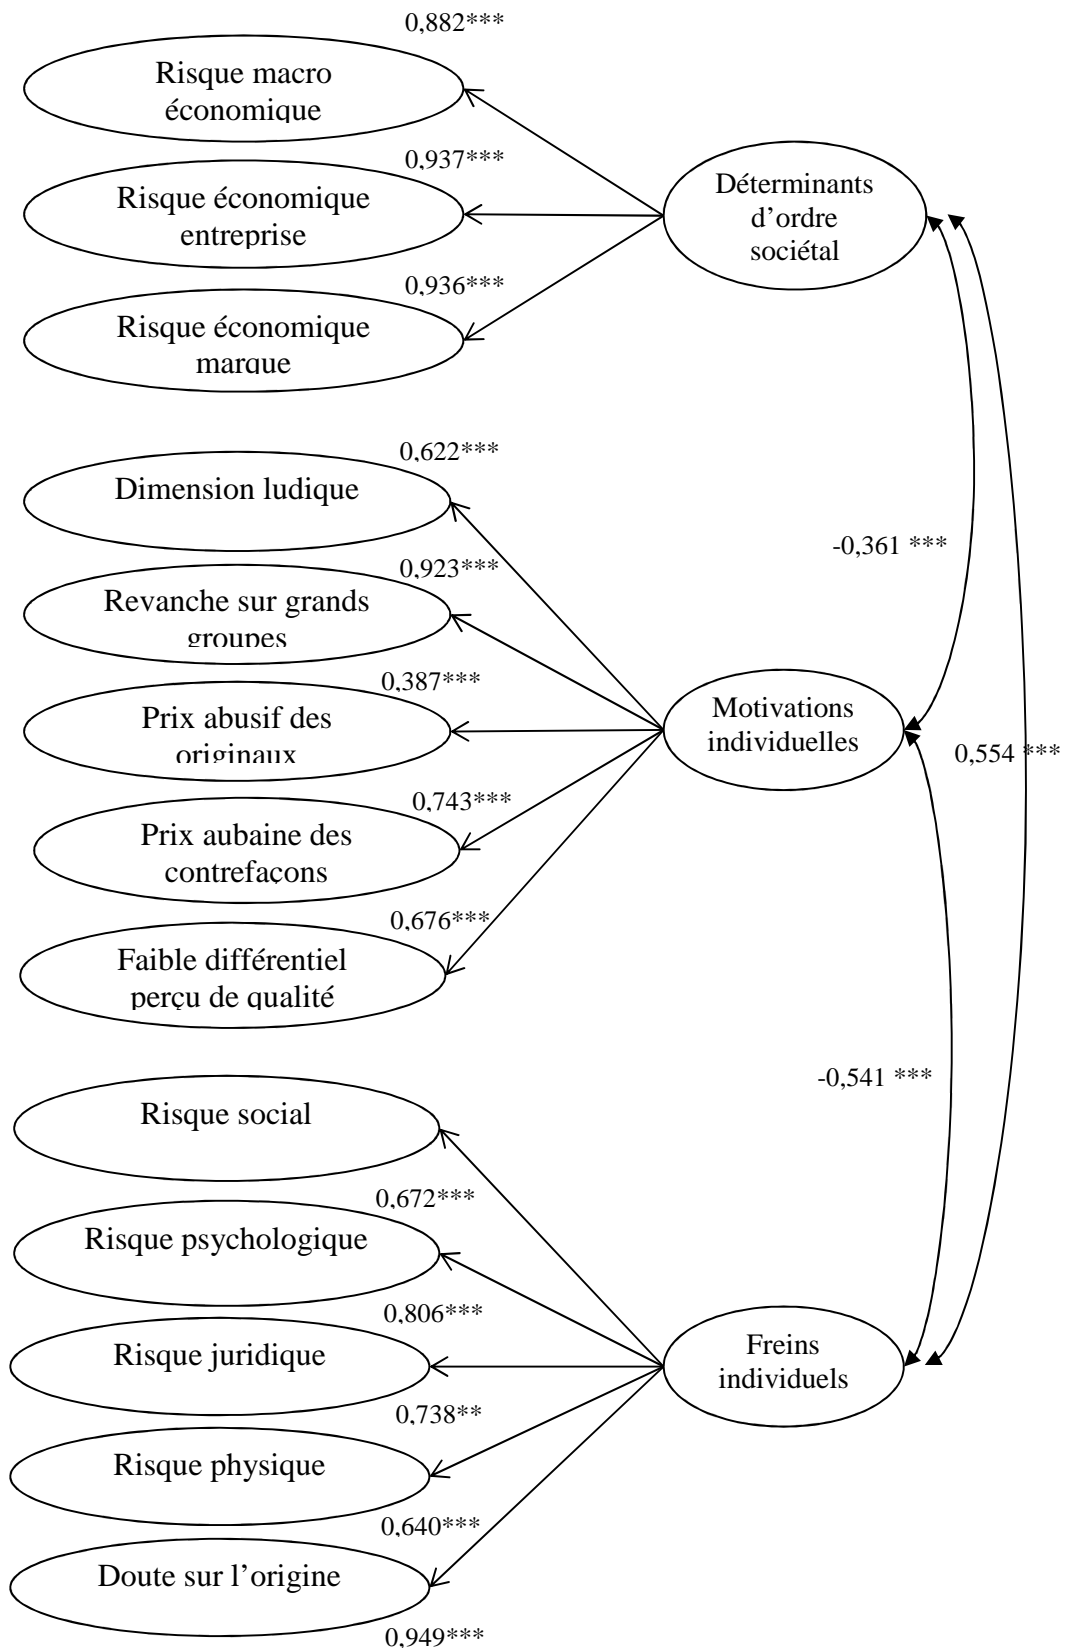 0,882***
Risque macro
économique
0,937***
Risque économique
entreprise
0,936***
Risque économique
marque
Déterminants
d’ordre
sociétal
0,622***
Dimension ludique
0,923***
Revanche sur grands
groupes
0,387***
Prix abusif des
originaux
0,743***
Prix aubaine des
contrefaçons
0,676***
Faible différentiel
perçu de qualité
Motivations
individuelles
-0,361 ***
0,554 ***
-0,541 ***
Risque social
0,672***
Risque psychologique
0,806***
Risque juridique
0,738**
Risque physique
0,640***
Doute sur l’origine
0,949***
Freins
individuels